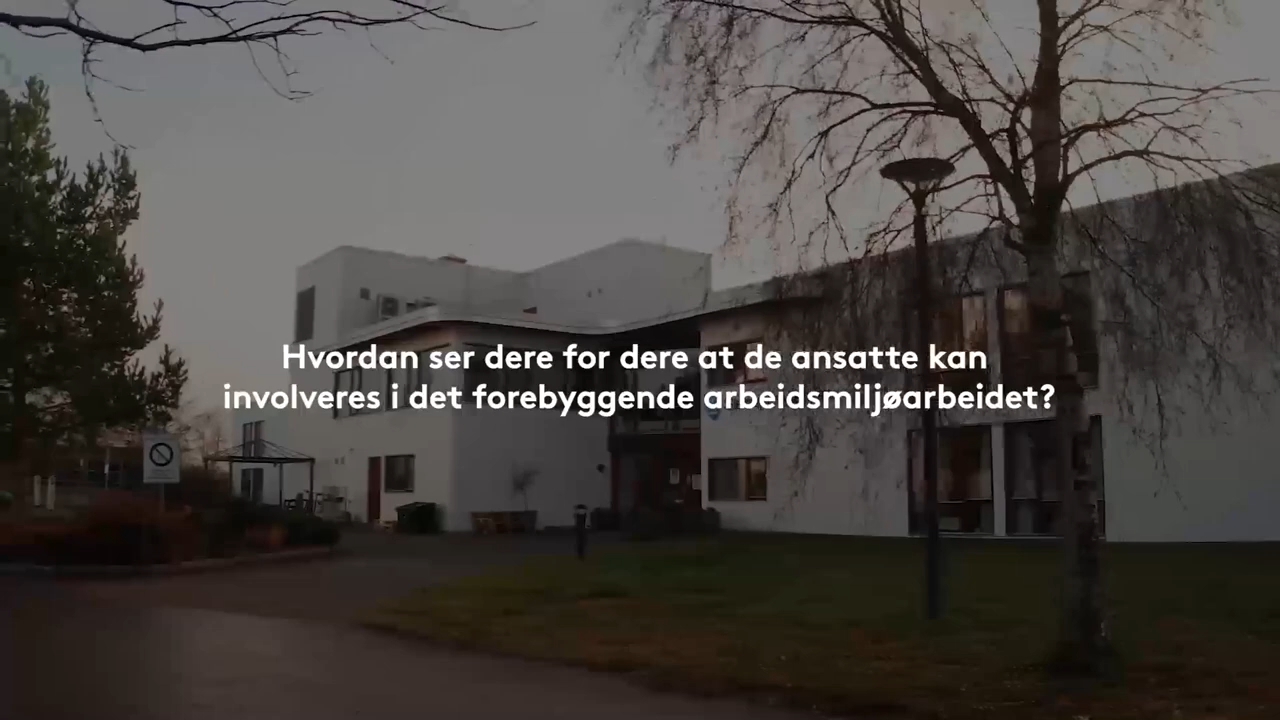 Hvordan ser dere for dere at de ansatte kan
involveres i det forebyggende arbeidsmiljøarbeidet?